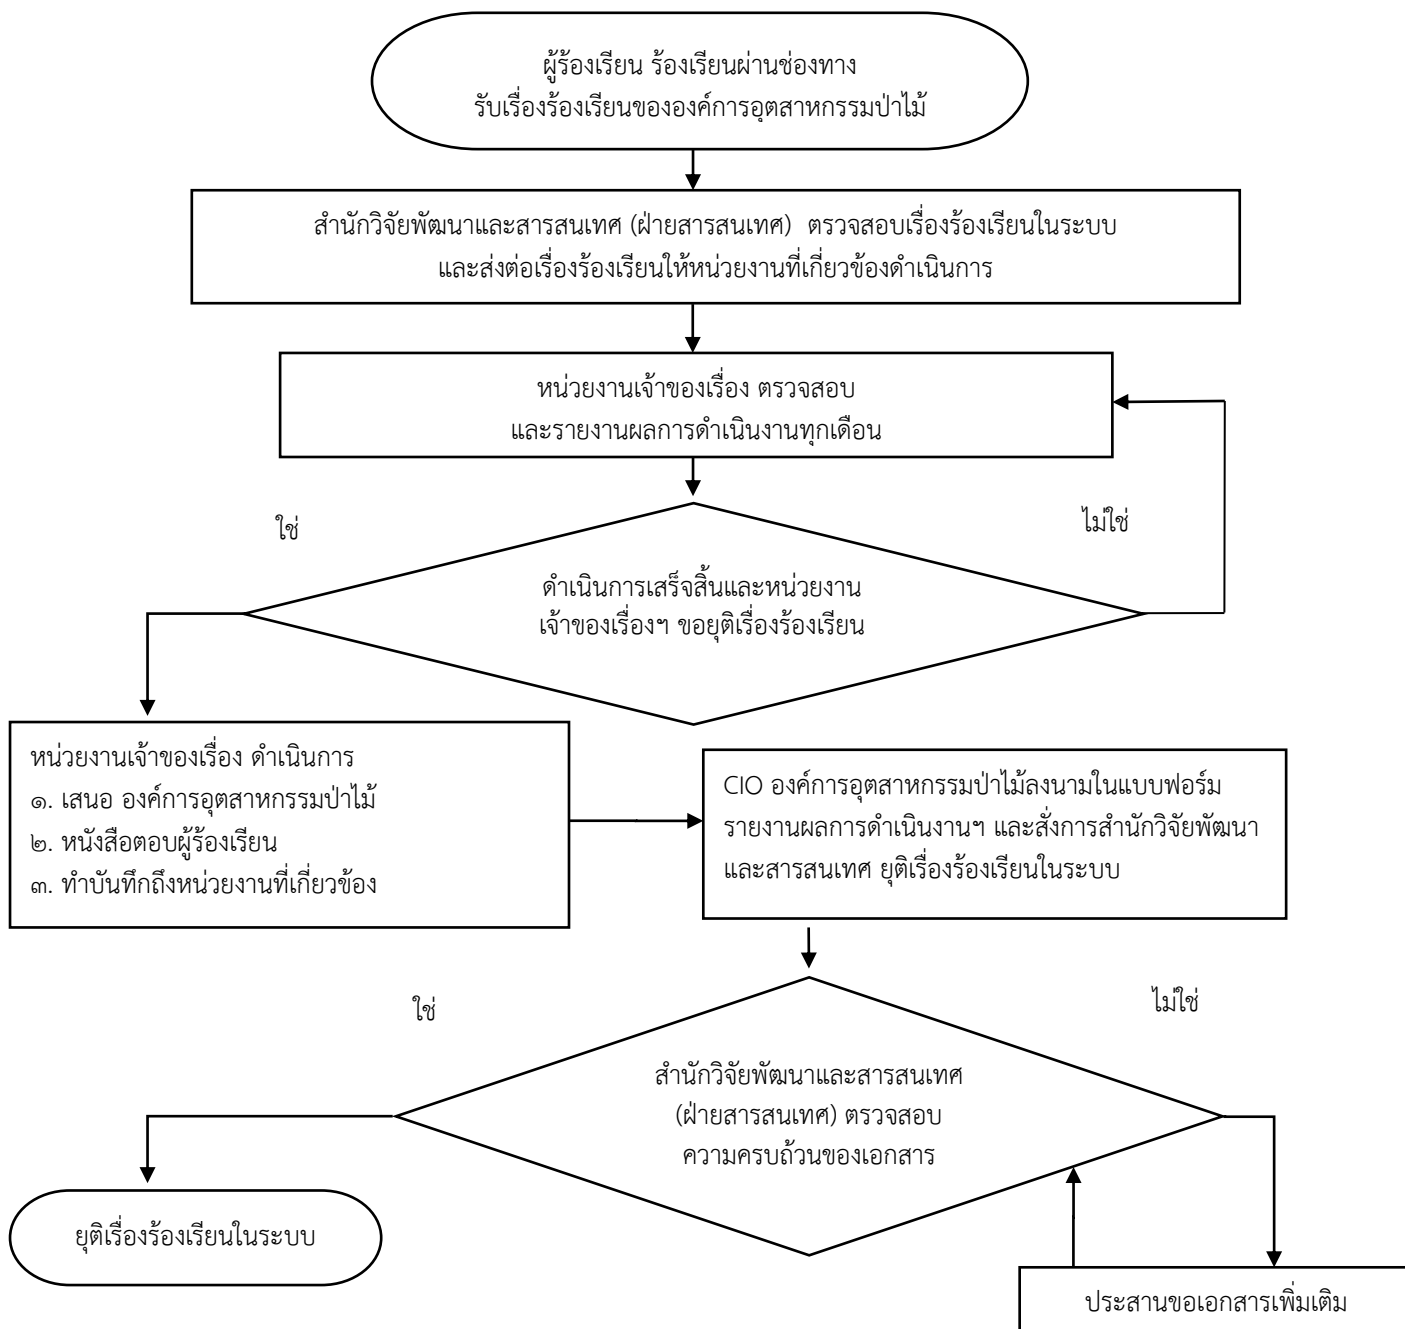 ผู้ร้องเรียน ร้องเรียนผ่านช่องทาง
รับเรื่องร้องเรียนขององค์การอุตสาหกรรมป่าไม้
สำนักวิจัยพัฒนาและสารสนเทศ (ฝ่ายสารสนเทศ) ตรวจสอบเรื่องร้องเรียนในระบบ
และส่งต่อเรื่องร้องเรียนให้หน่วยงานที่เกี่ยวข้องดำเนินการ
หน่วยงานเจ้าของเรื่อง ตรวจสอบ
และรายงานผลการดำเนินงานทุกเดือน
ใช่
ไม่ใช่
ดำเนินการเสร็จสิ้นและหน่วยงาน
เจ้าของเรื่องฯ ขอยุติเรื่องร้องเรียน
หน่วยงานเจ้าของเรื่อง ดำเนินการ
๑. เสนอ องค์การอุตสาหกรรมป่าไม้
๒. หนังสือตอบผู้ร้องเรียน
๓. ทำบันทึกถึงหน่วยงานที่เกี่ยวข้อง
CIO องค์การอุตสาหกรรมป่าไม้ลงนามในแบบฟอร์ม
รายงานผลการดำเนินงานฯ และสั่งการสำนักวิจัยพัฒนา
และสารสนเทศ ยุติเรื่องร้องเรียนในระบบ
ใช่
ไม่ใช่
สำนักวิจัยพัฒนาและสารสนเทศ
(ฝ่ายสารสนเทศ) ตรวจสอบ
ความครบถ้วนของเอกสาร
ยุติเรื่องร้องเรียนในระบบ
ประสานขอเอกสารเพิ่มเติม